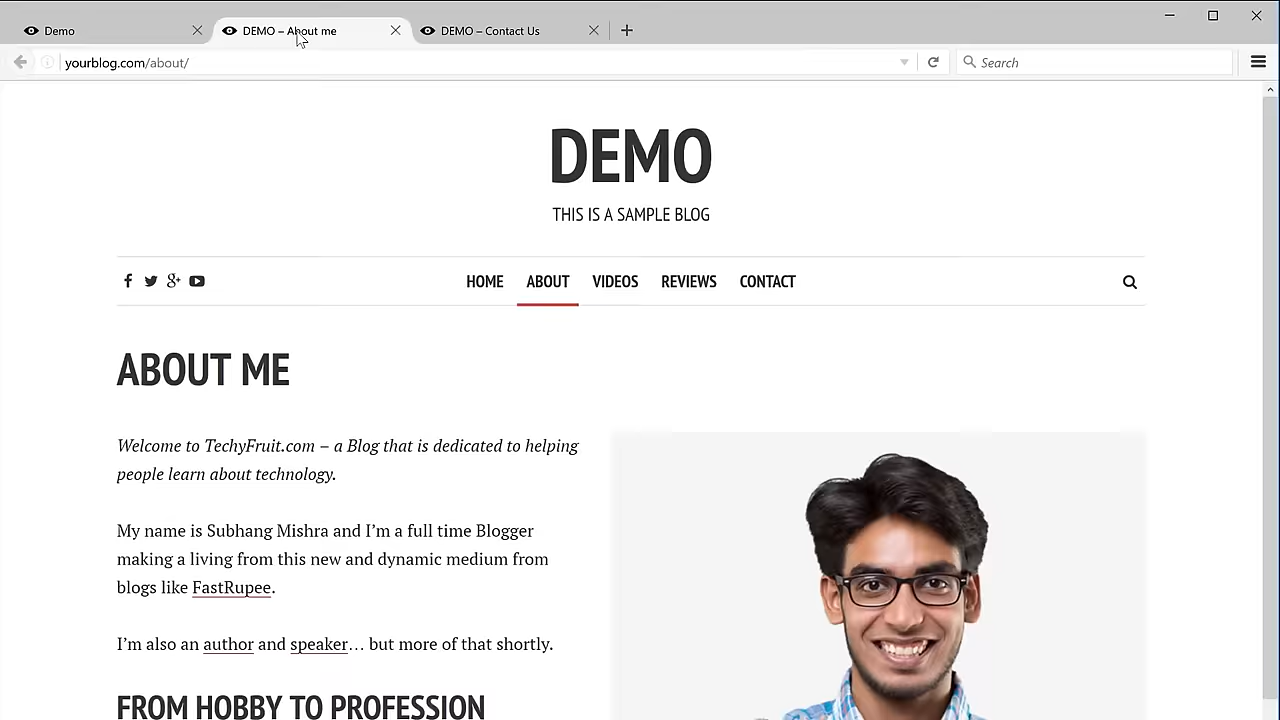 Demo
DEMO – About me
DEMO – Contact Us
yourblog.com/about/
Search
DEMO
THIS IS A SAMPLE BLOG
HOME
ABOUT
VIDEOS
REVIEWS
CONTACT
ABOUT ME
Welcome to TechyFruit.com – a Blog that is dedicated to helping
people learn about technology.
My name is Subhang Mishra and I’m a full time Blogger
making a living from this new and dynamic medium from
blogs like FastRupee.
I’m also an author and speaker… but more of that shortly.
FROM HOBBY TO PROFESSION